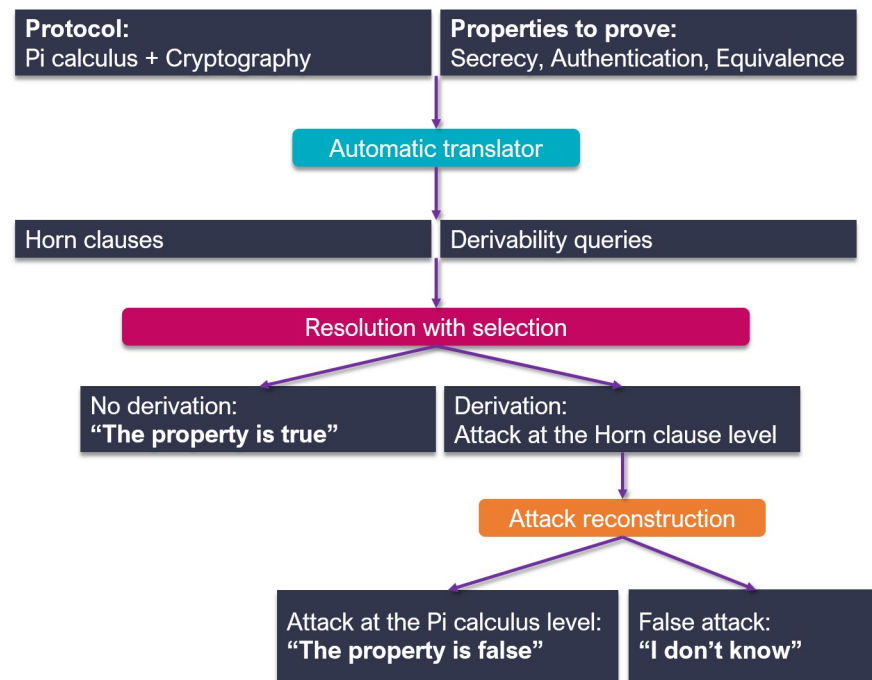 Protocol:
Pi calculus + Cryptography
Properties to prove:
Secrecy, Authentication, Equivalence
Automatic translator
Horn clauses
Derivability queries
Resolution with selection
No derivation:
“The property is true”
Derivation:
Attack at the Horn clause level
Attack reconstruction
Attack at the Pi calculus level:
“The property is false”
False attack:
“I don’t know”